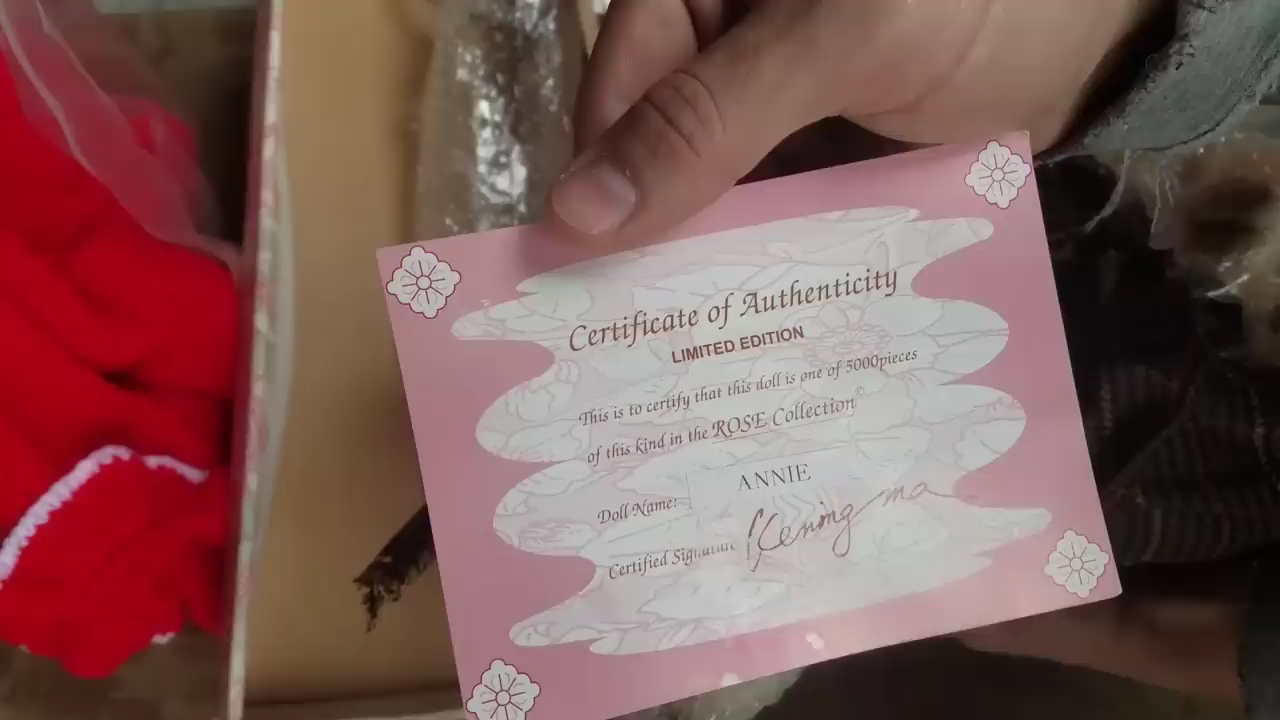 Certificate of Authenticity
LIMITED EDITION
This is to certify that this doll is one of 5000pieces
of this kind in the ROSE Collection©
Doll Name: ANNIE
Certified Signature